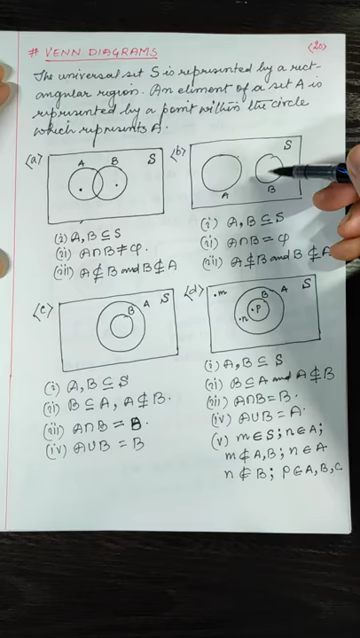 # VENN DIAGRAMS
<20>
The universal set S is represented by a rect-
angular region. An eliment of a set A is
represented by a point within the circle
which represents A.
<a>
A B S
(i) A, B ⊆ S
(ii) A∩B ≠ φ.
(iii) A ⊄ B and B ⊄ A
<b>
S
A B
(i) A, B ⊆ S
(ii) A∩B = φ
(iii) A ⊄ B and B ⊄ A
<c>
B A S
(i) A, B ⊆ S
(ii) B ⊆ A, A ⊄ B.
(iii) A∩B = B.
(iv) A∪B = B
<d>
.m B A S
.n .p
(i) A, B ⊆ S
(ii) B ⊆ A and A ⊄ B
(iii) A∩B = B.
(iv) A∪B = A.
(v) m ∈ S; n ∈ A;
m ∉ A, B; n ∈ A
n ∉ B; p ∈ A, B, C